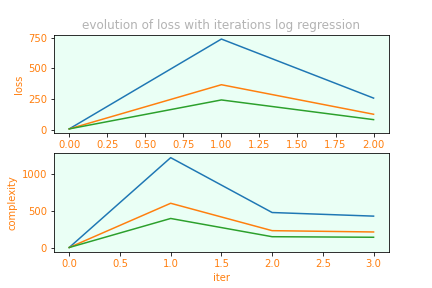 evolution of loss with iterations log regression
750
500
250
0
loss
0.00 0.25 0.50 0.75 1.00 1.25 1.50 1.75 2.00
1000
500
0
complexity
0.0 0.5 1.0 1.5 2.0 2.5 3.0
iter